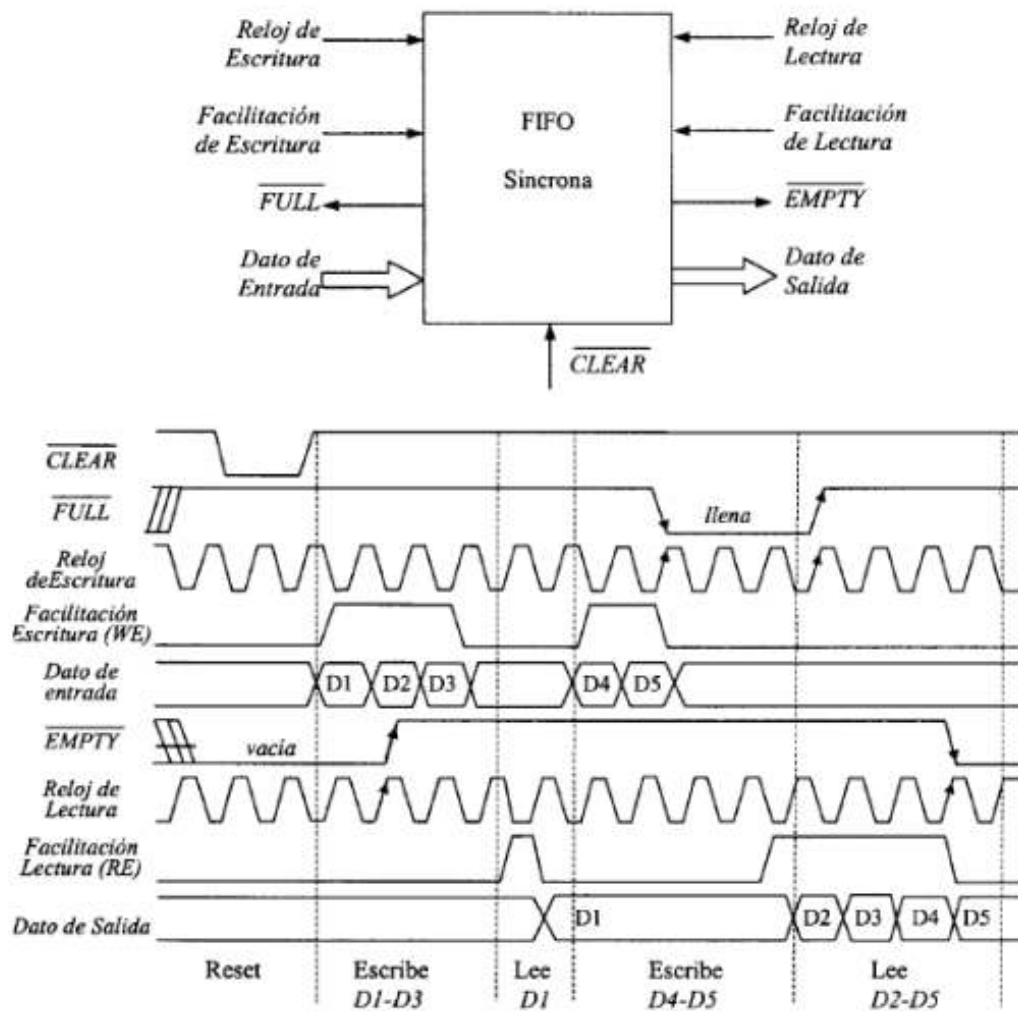 Reloj de
Escritura
Reloj de
Lectura
Facilitación
de Escritura
FIFO
Síncrona
Facilitación
de Lectura
FULL
EMPTY
Dato de
Entrada
Dato de
Salida
CLEAR
CLEAR
FULL
llena
Reloj
deEscritura
Facilitación
Escritura (WE)
Dato de
entrada
D1 D2 D3 D4 D5
EMPTY
vacía
Reloj de
Lectura
Facilitación
Lectura (RE)
Dato de Salida
D1 D2 D3 D4 D5
Reset
Escribe
D1-D3
Lee
D1
Escribe
D4-D5
Lee
D2-D5